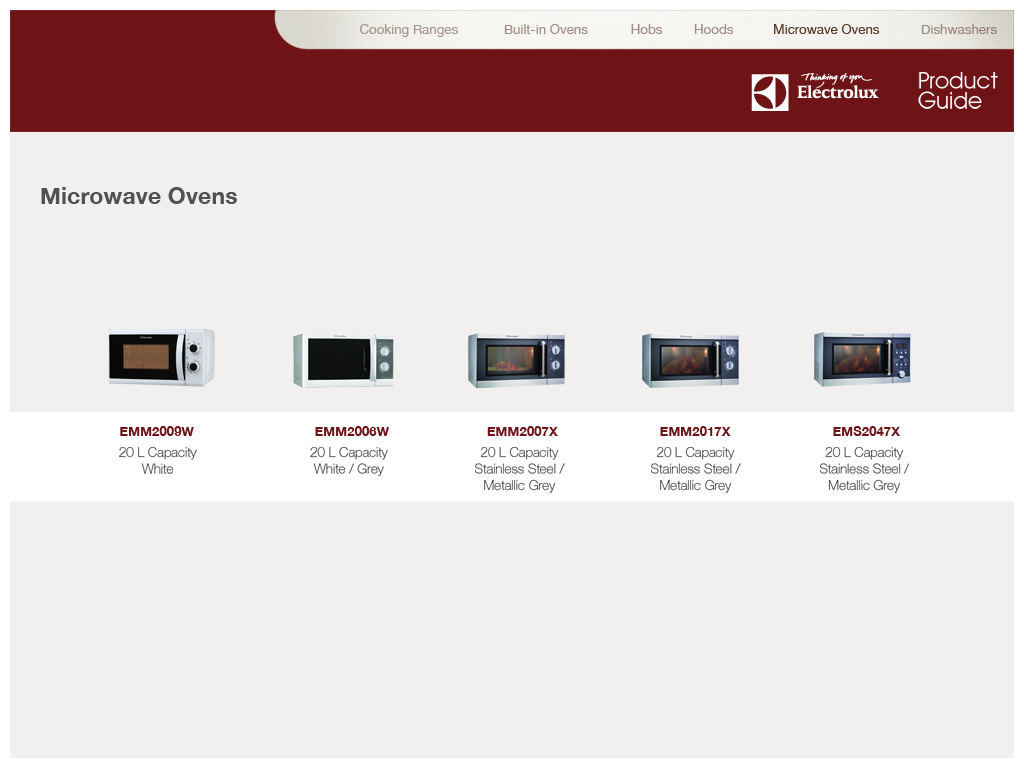 Cooking Ranges Built-in Ovens Hobs Hoods Microwave Ovens Dishwashers
Thinking of you
Electrolux
Product
Guide
Microwave Ovens
EMM2009W EMM2006W EMM2007X EMM2017X EMS2047X
20 L Capacity 20 L Capacity 20 L Capacity 20 L Capacity 20 L Capacity
White White / Grey Stainless Steel / Stainless Steel / Stainless Steel /
Metallic Grey Metallic Grey Metallic Grey